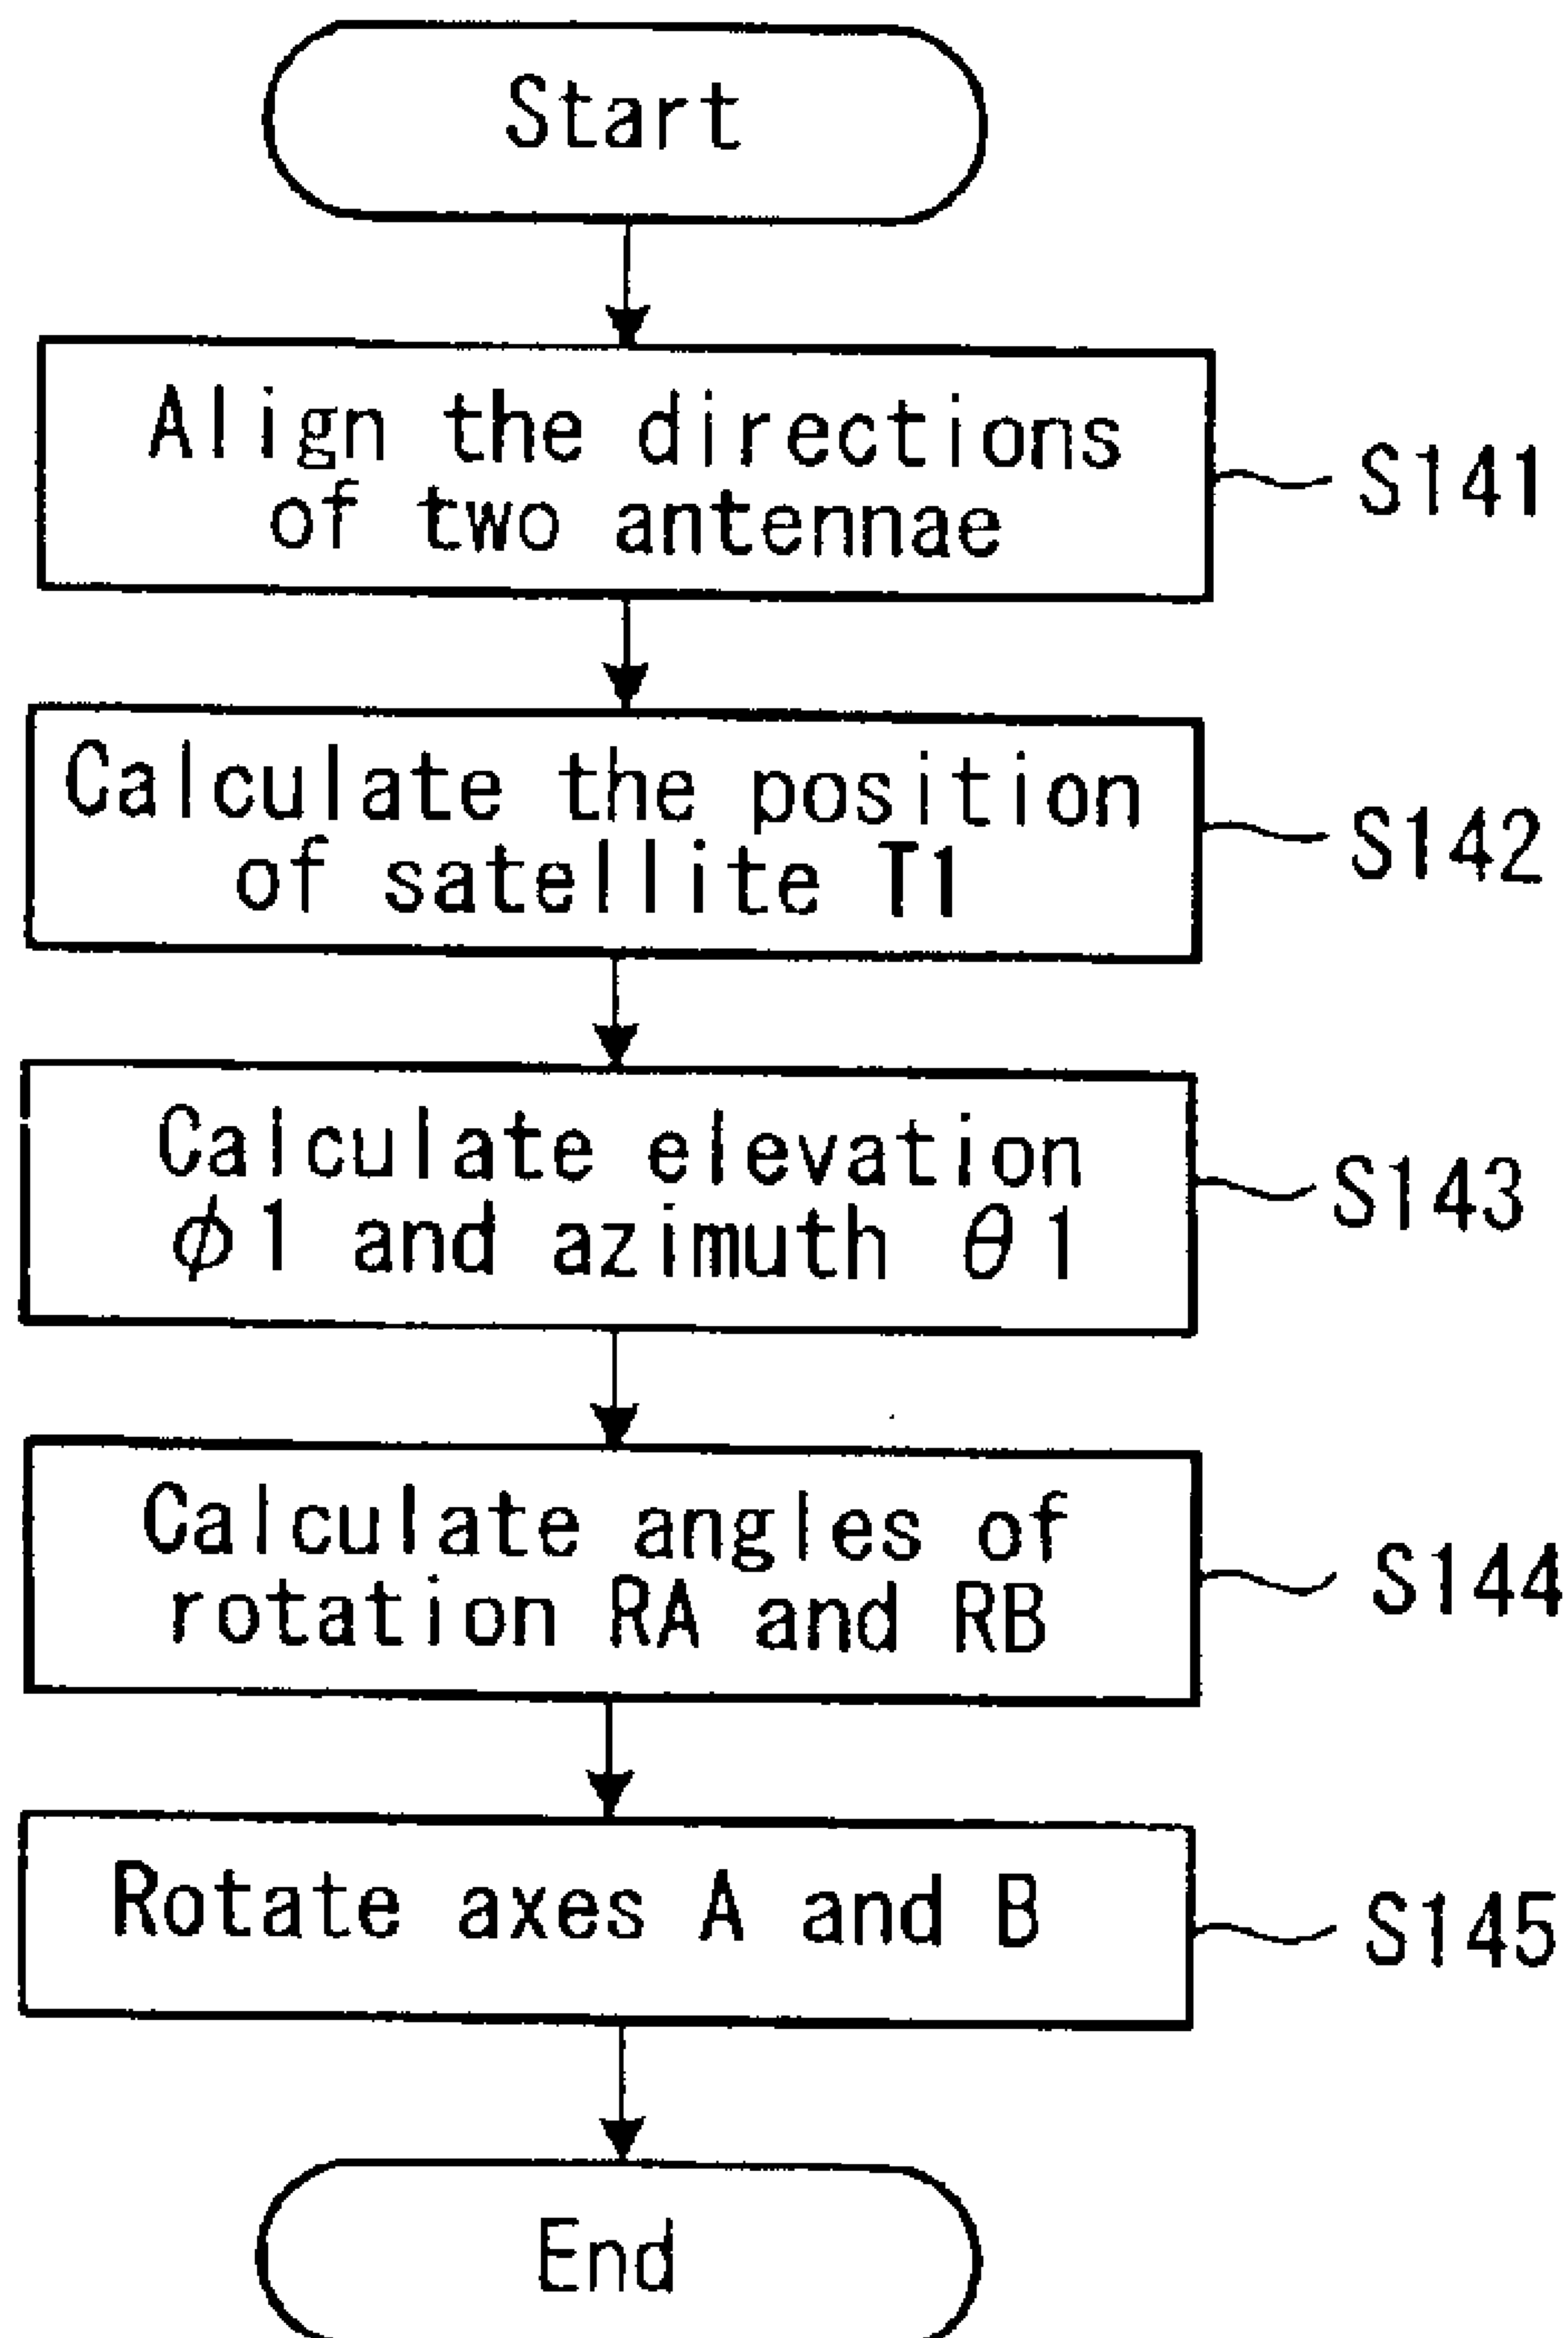 Start
Align the directions
of two antennae
S141
Calculate the position
of satellite T1
S142
Calculate elevation
φ1 and azimuth θ1
S143
Calculate angles of
rotation RA and RB
S144
Rotate axes A and B
S145
End